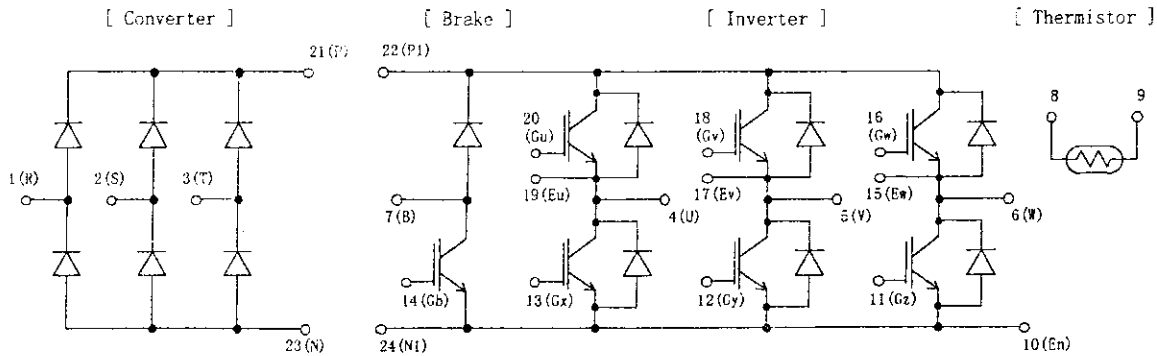 [ Converter ]
[ Brake ]
[ Inverter ]
[ Thermistor ]
21(P)
22(P1)
8
9
20
(Gu)
18
(Gv)
16
(Gw)
1(R)
2(S)
3(T)
19(Eu)
17(Ev)
15(Ew)
7(B)
4(U)
5(V)
6(W)
14(Gb)
13(Gx)
12(Gy)
11(Gz)
23(N)
24(N1)
10(En)